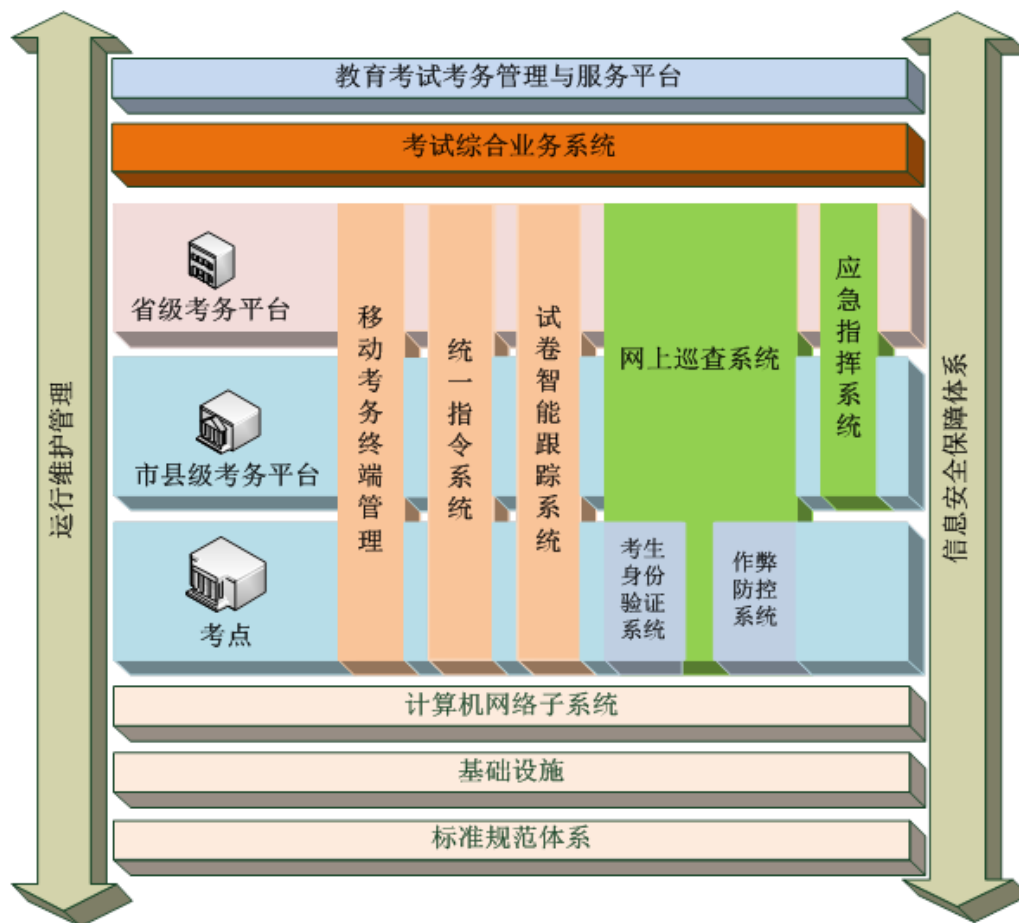 教育考试考务管理与服务平台
考试综合业务系统
省级考务平台
市县级考务平台
考点
移动考务终端管理
统一指令系统
试卷智能跟踪系统
网上巡查系统
应急指挥系统
考生
身份
验证
系统
作弊
防控
系统
计算机网络子系统
基础设施
标准规范体系
运行维护管理
信息安全保障体系